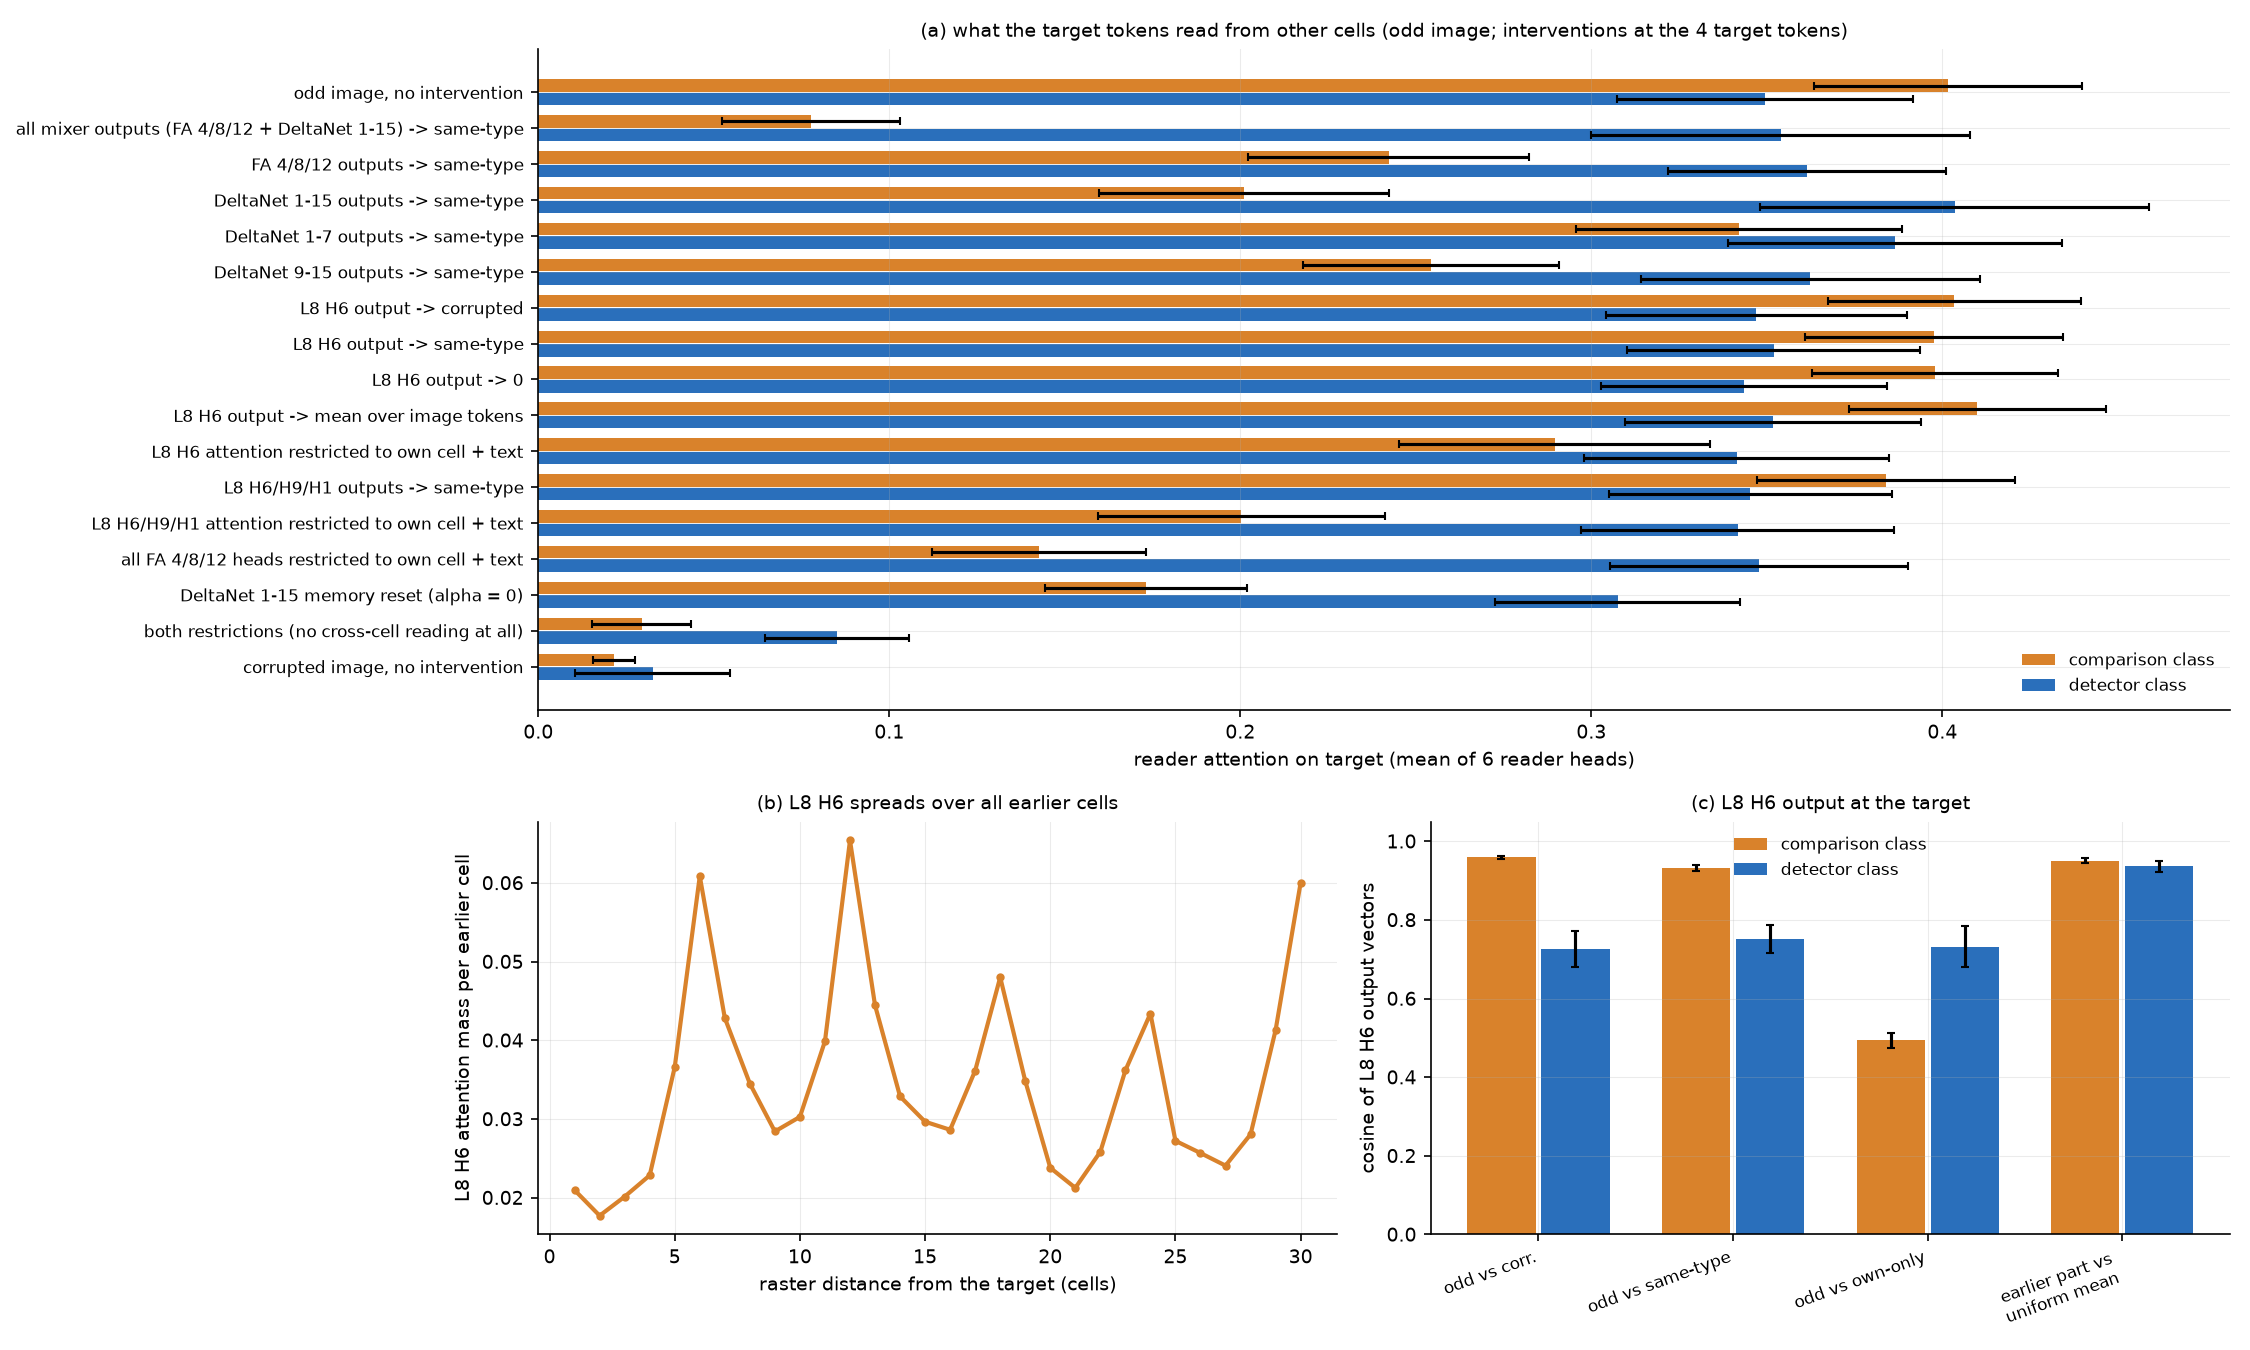 (a) what the target tokens read from other cells (odd image; interventions at the 4 target tokens)
odd image, no intervention
all mixer outputs (FA 4/8/12 + DeltaNet 1-15) -> same-type
FA 4/8/12 outputs -> same-type
DeltaNet 1-15 outputs -> same-type
DeltaNet 1-7 outputs -> same-type
DeltaNet 9-15 outputs -> same-type
L8 H6 output -> corrupted
L8 H6 output -> same-type
L8 H6 output -> 0
L8 H6 output -> mean over image tokens
L8 H6 attention restricted to own cell + text
L8 H6/H9/H1 outputs -> same-type
L8 H6/H9/H1 attention restricted to own cell + text
all FA 4/8/12 heads restricted to own cell + text
DeltaNet 1-15 memory reset (alpha = 0)
both restrictions (no cross-cell reading at all)
corrupted image, no intervention
comparison class
detector class
0.0 0.1 0.2 0.3 0.4
reader attention on target (mean of 6 reader heads)
(b) L8 H6 spreads over all earlier cells
L8 H6 attention mass per earlier cell
0.06
0.05
0.04
0.03
0.02
0 5 10 15 20 25 30
raster distance from the target (cells)
(c) L8 H6 output at the target
cosine of L8 H6 output vectors
1.0
0.8
0.6
0.4
0.2
0.0
comparison class
detector class
odd vs corr.
odd vs same-type
odd vs own-only
earlier part vs
uniform mean